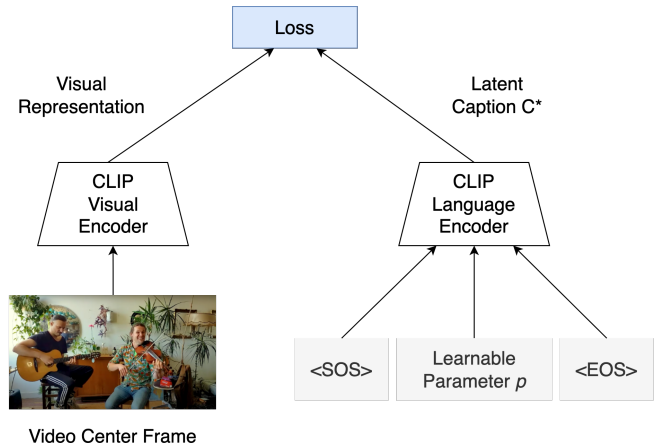 Loss
Visual
Representation
Latent
Caption C*
CLIP
Visual
Encoder
CLIP
Language
Encoder
<SOS>
Learnable
Parameter p
<EOS>
Video Center Frame